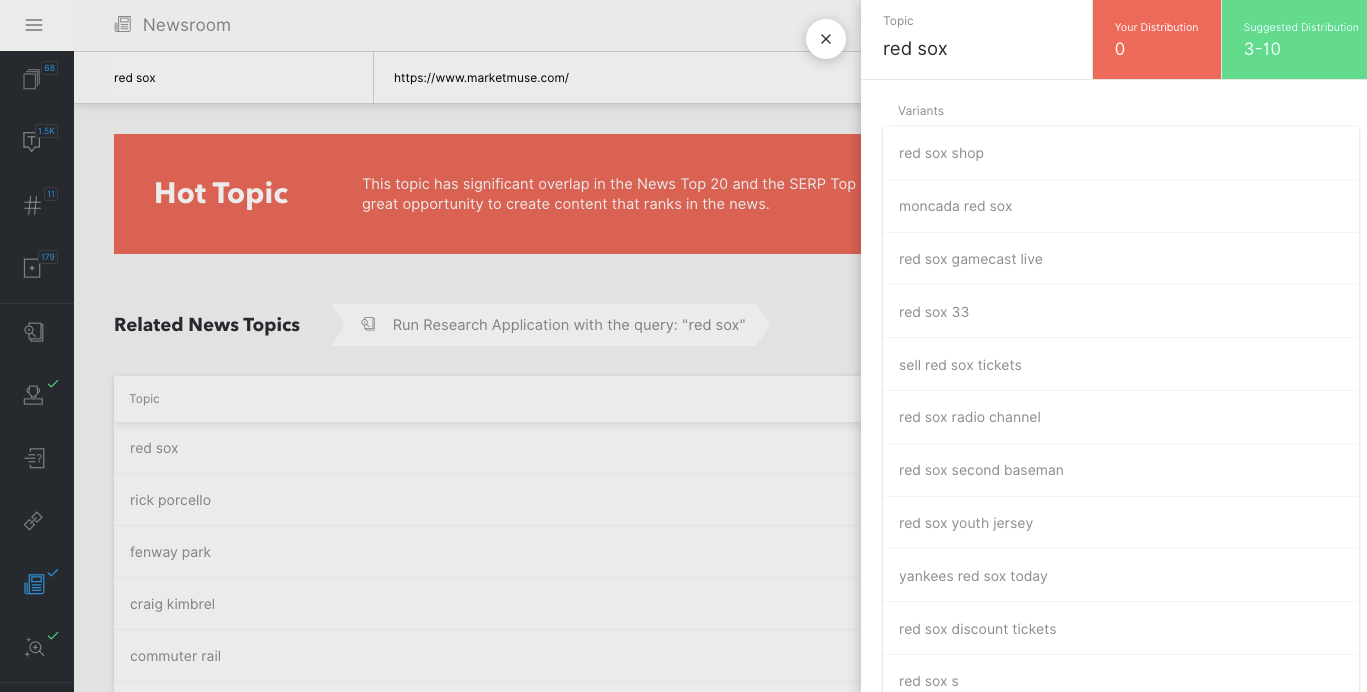 Newsroom
red sox
https://www.marketmuse.com/
68
1.5K
11
179
Hot Topic
This topic has significant overlap in the News Top 20 and the SERP Top
great opportunity to create content that ranks in the news.
Related News Topics
Run Research Application with the query: "red sox"
Topic
red sox
rick porcello
fenway park
craig kimbrel
commuter rail
Topic
red sox
Your Distribution
0
Suggested Distribution
3-10
Variants
red sox shop
moncada red sox
red sox gamecast live
red sox 33
sell red sox tickets
red sox radio channel
red sox second baseman
red sox youth jersey
yankees red sox today
red sox discount tickets
red sox s